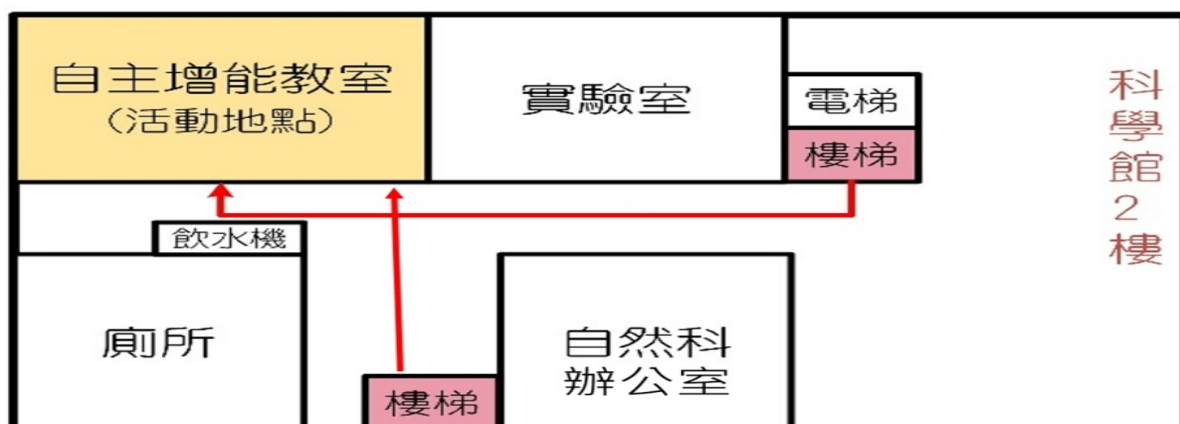 自主增能教室
(活動地點)
實驗室
電梯
樓梯
科學館2樓
飲水機
廁所
樓梯
自然科
辦公室